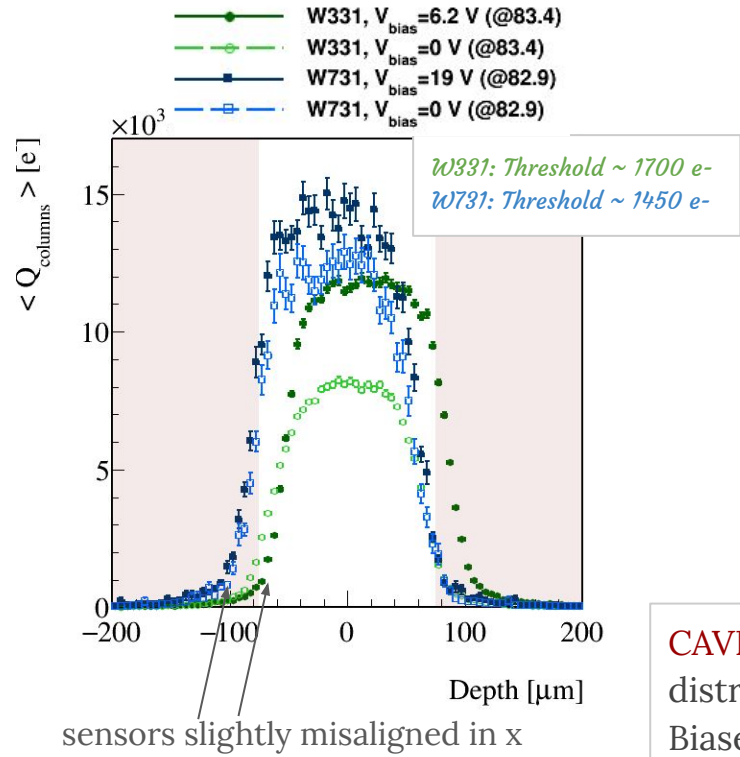 W331, V_bias=6.2 V (@83.4)
W331, V_bias=0 V (@83.4)
W731, V_bias=19 V (@82.9)
W731, V_bias=0 V (@82.9)
×10³
< Q_columns > [e]
W331: Threshold ~ 1700 e-
W731: Threshold ~ 1450 e-
15
10
5
0
−200 −100 0 100 200
Depth [μm]
sensors slightly misaligned in x
distr
Biase